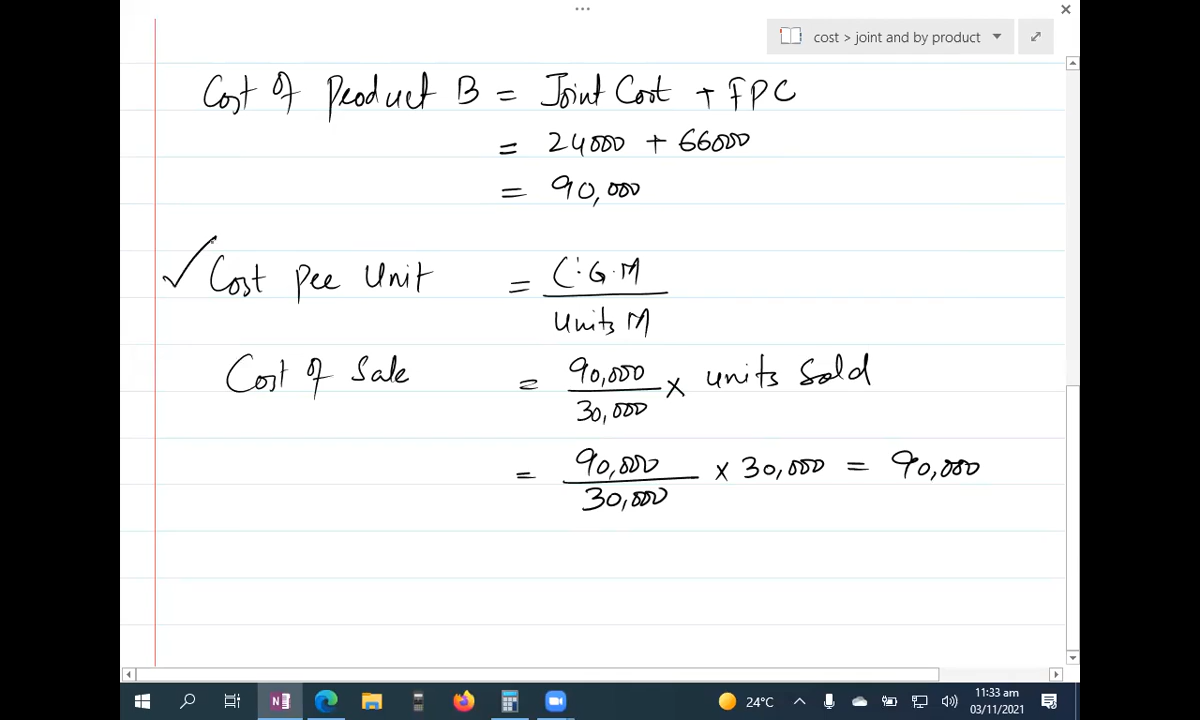 cost > joint and by product
Cost of Product B = Joint Cost + FPC
= 24000 + 66000
= 90,000
Cost per Unit = C.G.M
Units M
Cost of Sale = 90,000 × units Sold
30,000
= 90,000 × 30,000 = 90,000
30,000
24°C
11:33 am
03/11/2021